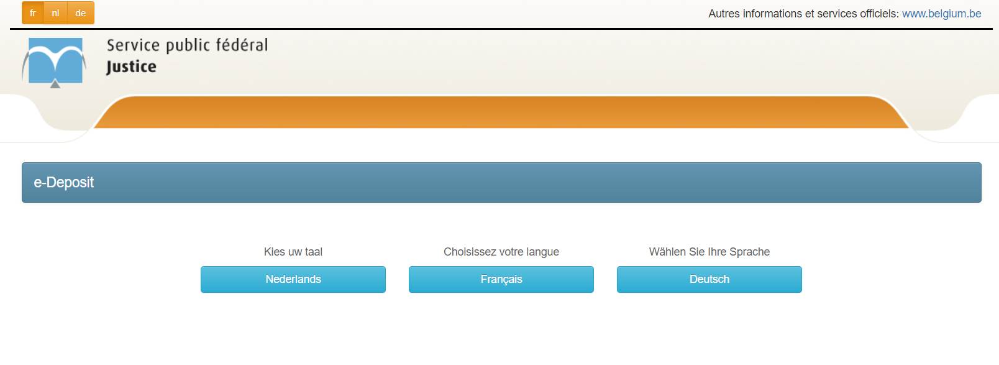 fr nl de
Autres informations et services officiels: www.belgium.be
Service public fédéral
Justice
e-Deposit
Kies uw taal
Nederlands
Choisissez votre langue
Français
Wählen Sie Ihre Sprache
Deutsch